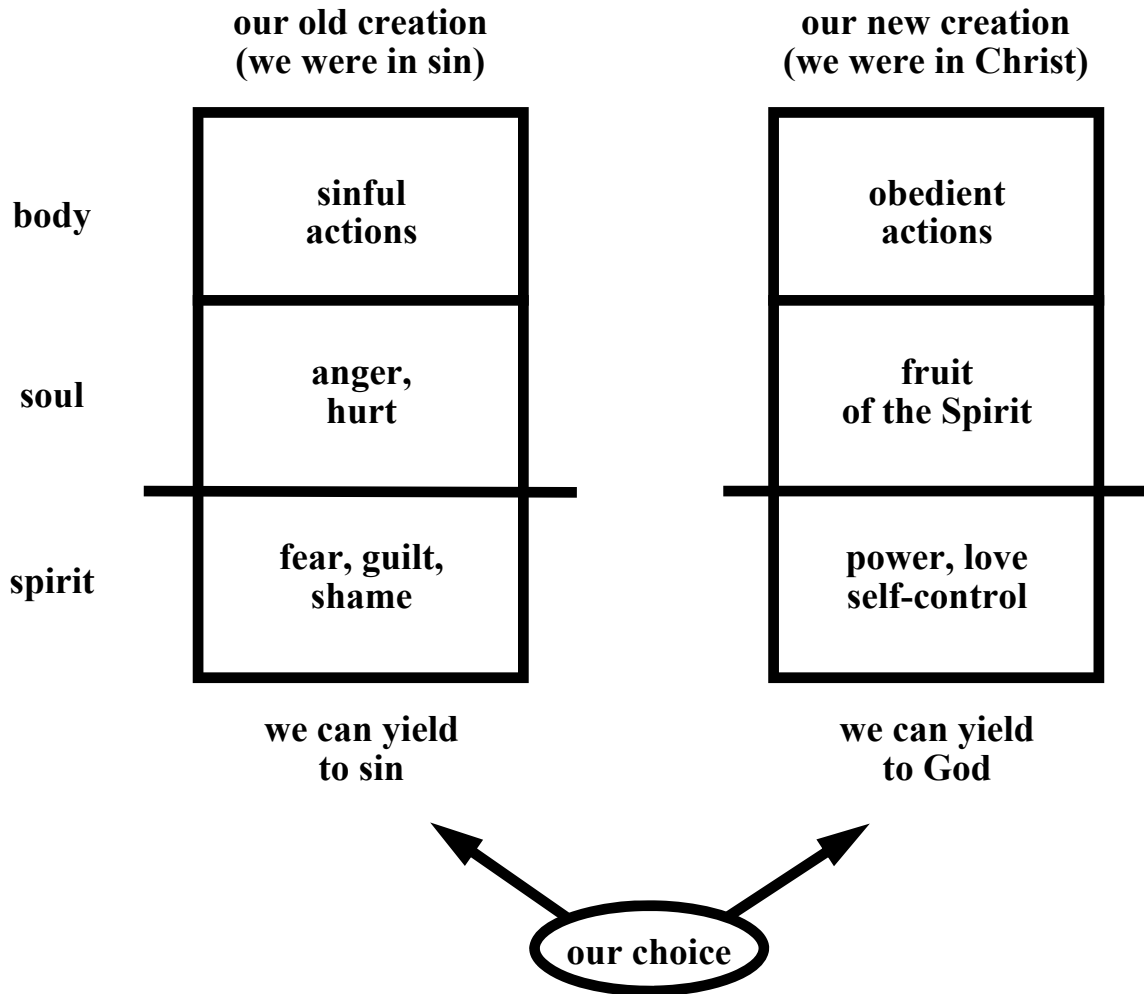 our old creation
(we were in sin)
our new creation
(we were in Christ)
body
sinful
actions
obedient
actions
soul
anger,
hurt
fruit
of the Spirit
spirit
fear, guilt,
shame
power, love
self-control
we can yield
to sin
we can yield
to God
our choice